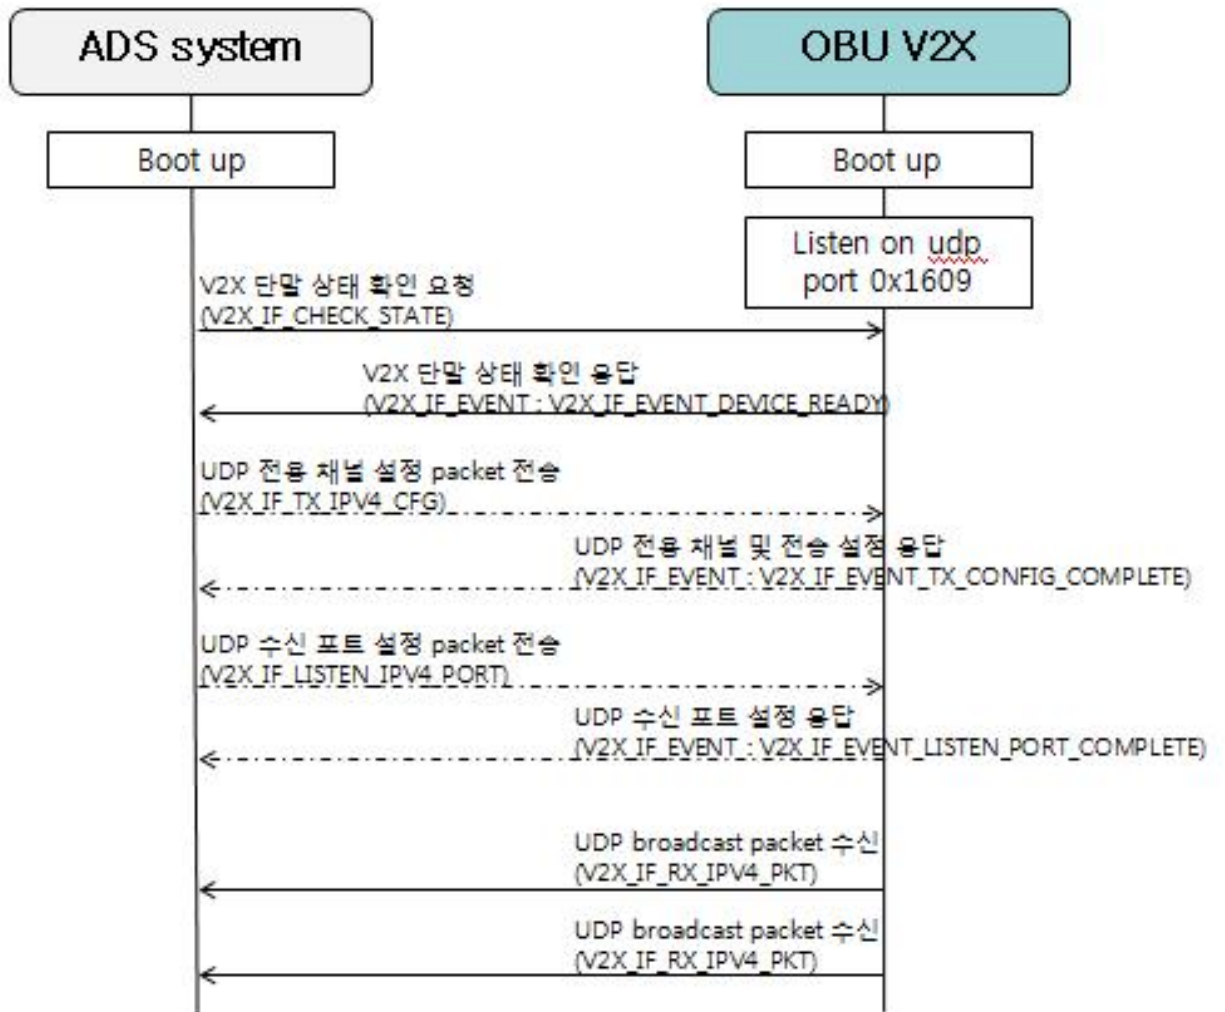 ADS system
OBU V2X
Boot up
Boot up
Listen on udp
port 0x1609
V2X 단말 상태 확인 요청
(V2X_IF_CHECK_STATE)
V2X 단말 상태 확인 응답
(V2X_IF_EVENT : V2X_IF_EVENT_DEVICE_READY)
UDP 전용 채널 설정 packet 전송
(V2X_IF_TX_IPV4_CFG)
UDP 전용 채널 및 전송 설정 응답
(V2X_IF_EVENT : V2X_IF_EVENT_TX_CONFIG_COMPLETE)
UDP 수신 포트 설정 packet 전송
(V2X_IF_LISTEN_IPV4_PORT)
UDP 수신 포트 설정 응답
(V2X_IF_EVENT : V2X_IF_EVENT_LISTEN_PORT_COMPLETE)
UDP broadcast packet 수신
(V2X_IF_RX_IPV4_PKT)
UDP broadcast packet 수신
(V2X_IF_RX_IPV4_PKT)